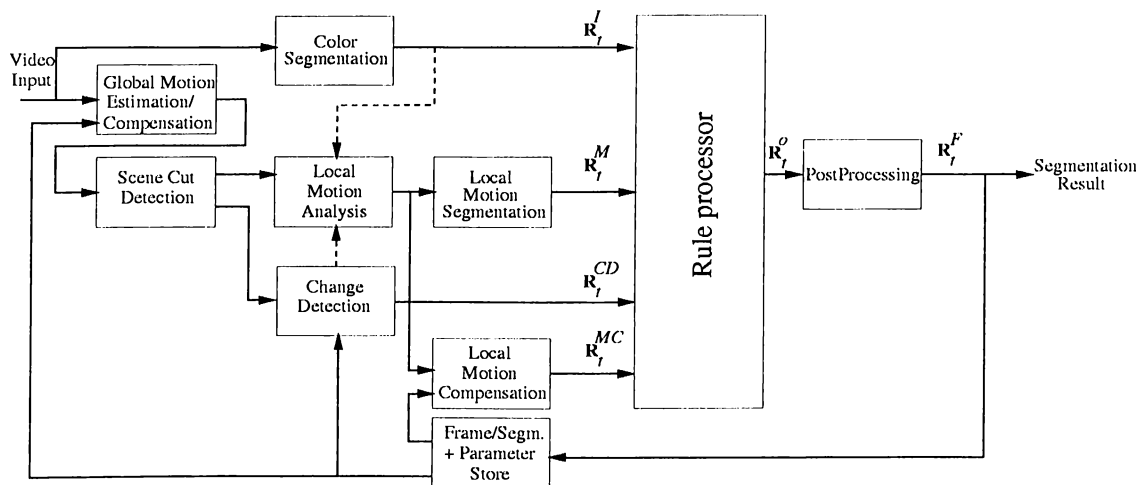 Video
Input
Color
Segmentation
R_t^I
Global Motion
Estimation/
Compensation
Scene Cut
Detection
Local
Motion
Analysis
Local
Motion
Segmentation
R_t^M
Change
Detection
R_t^CD
Local
Motion
Compensation
R_t^MC
Frame/Segm.
+ Parameter
Store
Rule processor
R_t^o
PostProcessing
R_t^F
Segmentation
Result